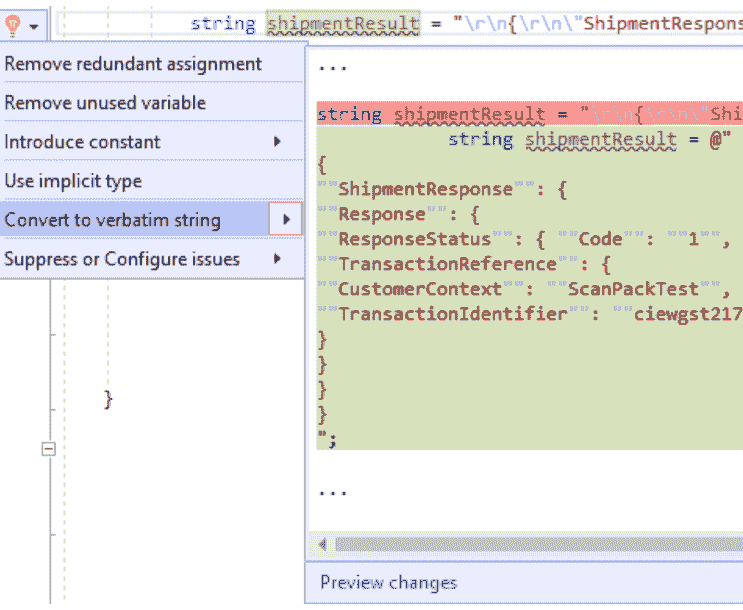 string shipmentResult = "\r\n{\r\n\"ShipmentRespons
Remove redundant assignment
Remove unused variable
Introduce constant
Use implicit type
Convert to verbatim string
Suppress or Configure issues
...
string shipmentResult = "\r\n{\r\n\"Shi
string shipmentResult = @"
{
""ShipmentResponse"": {
""Response"": {
""ResponseStatus"": { ""Code"": ""1"",
""TransactionReference"": {
""CustomerContext"": ""ScanPackTest"",
""TransactionIdentifier"": ""ciewgst217
}
}
}
}
";
...
}
Preview changes